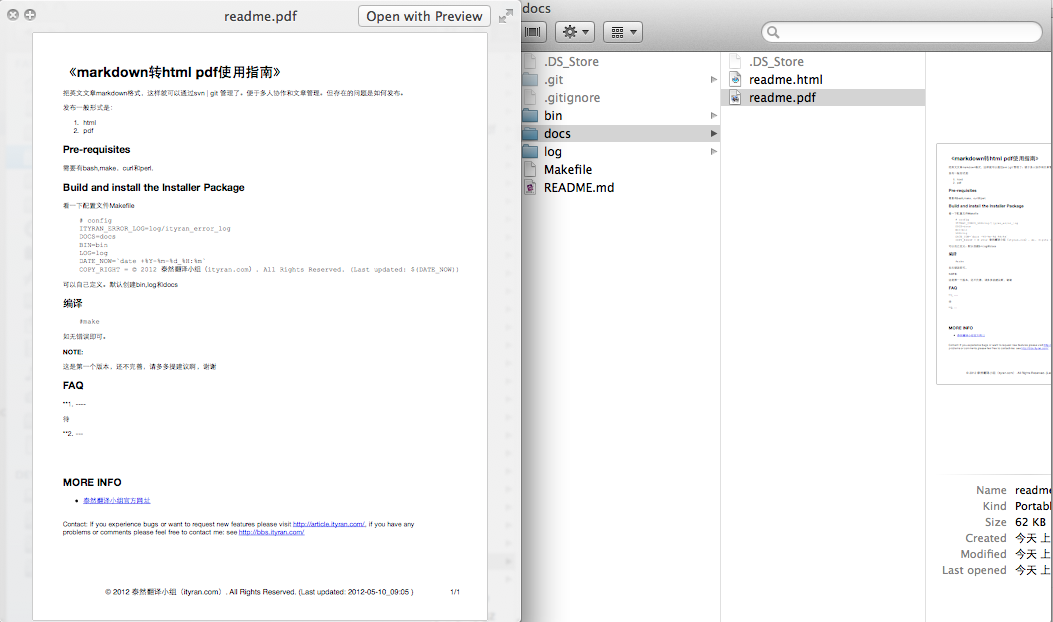 readme.pdf
Open with Preview
《markdown转html pdf使用指南》
把英文文章markdown格式，这样就可以通过svn | git 管理了。便于多人协作和文章管理。但存在的问题是如何发布。
发布一般形式是:
1. html
2. pdf
Pre-requisites
需要有bash,make、curl和perl.
Build and install the Installer Package
看一下配置文件Makefile
# config
ITYRAN_ERROR_LOG=log/ityran_error_log
DOCS=docs
BIN=bin
LOG=log
DATE_NOW=`date +%Y-%m-%d_%H:%m`
COPY_RIGHT = © 2012 泰然翻译小组（ityran.com）. All Rights Reserved. (Last updated: $(DATE_NOW))
可以自己定义。默认创建bin,log和docs
编译
#make
如无错误即可。
NOTE:
这是第一个版本，还不完善，请多多提建议啊，谢谢
FAQ
**1. ----
待
**2. ---
MORE INFO
• 泰然翻译小组官方网址
Contact: If you experience bugs or want to request new features please visit http://article.ityran.com/, if you have any
problems or comments please feel free to contact me: see http://bbs.ityran.com/
© 2012 泰然翻译小组（ityran.com）. All Rights Reserved. (Last updated: 2012-05-10_09:05 )
1/1
docs
.DS_Store
.git
.gitignore
bin
docs
log
Makefile
README.md
.DS_Store
readme.html
readme.pdf
《markdown转html pdf使用指南》
Pre-requisites
Build and install the Installer Package
编译
FAQ
MORE INFO
Name readme
Kind Portabl
Size 62 KB
Created 今天 上
Modified 今天 上
Last opened 今天 上